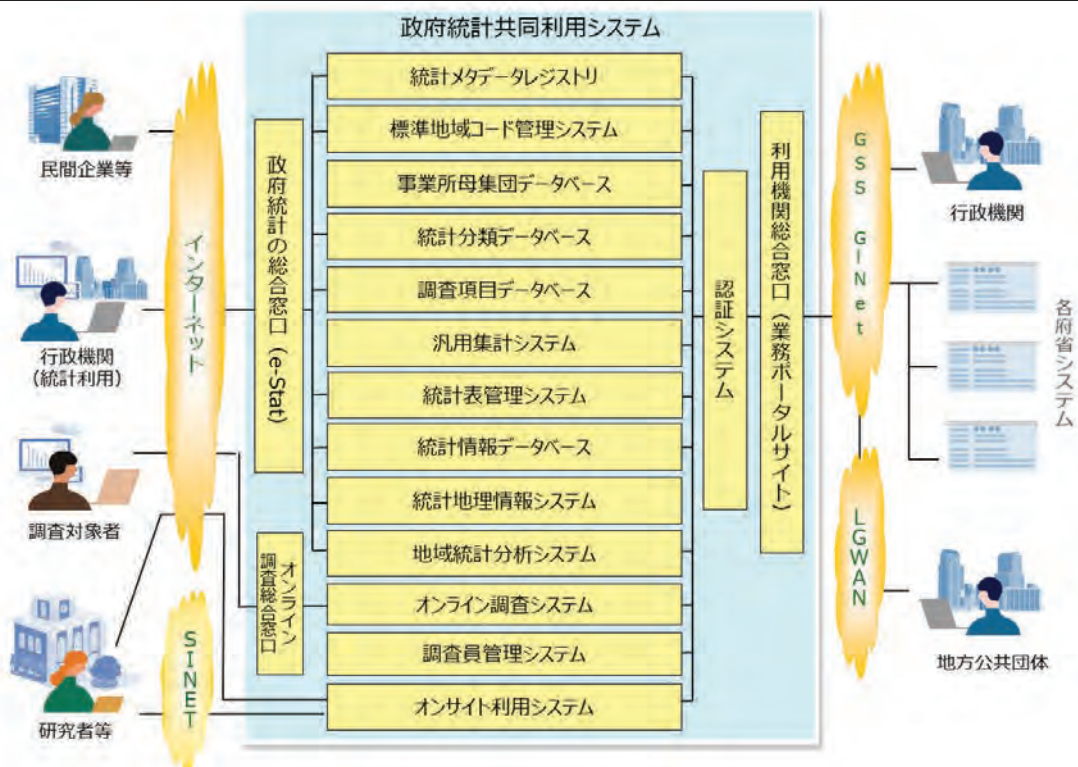 政府統計共同利用システム
民間企業等
行政機関
(統計利用)
調査対象者
研究者等
インターネット
SINET
政府統計の総合窓口(e-Stat)
オンライン
調査総合窓口
統計メタデータレジストリ
標準地域コード管理システム
事業所母集団データベース
統計分類データベース
調査項目データベース
汎用集計システム
統計表管理システム
統計情報データベース
統計地理情報システム
地域統計分析システム
オンライン調査システム
調査員管理システム
オンサイト利用システム
認証システム
利用機関総合窓口(業務ポータルサイト)
GSS GINet
LGWAN
行政機関
各府省システム
地方公共団体